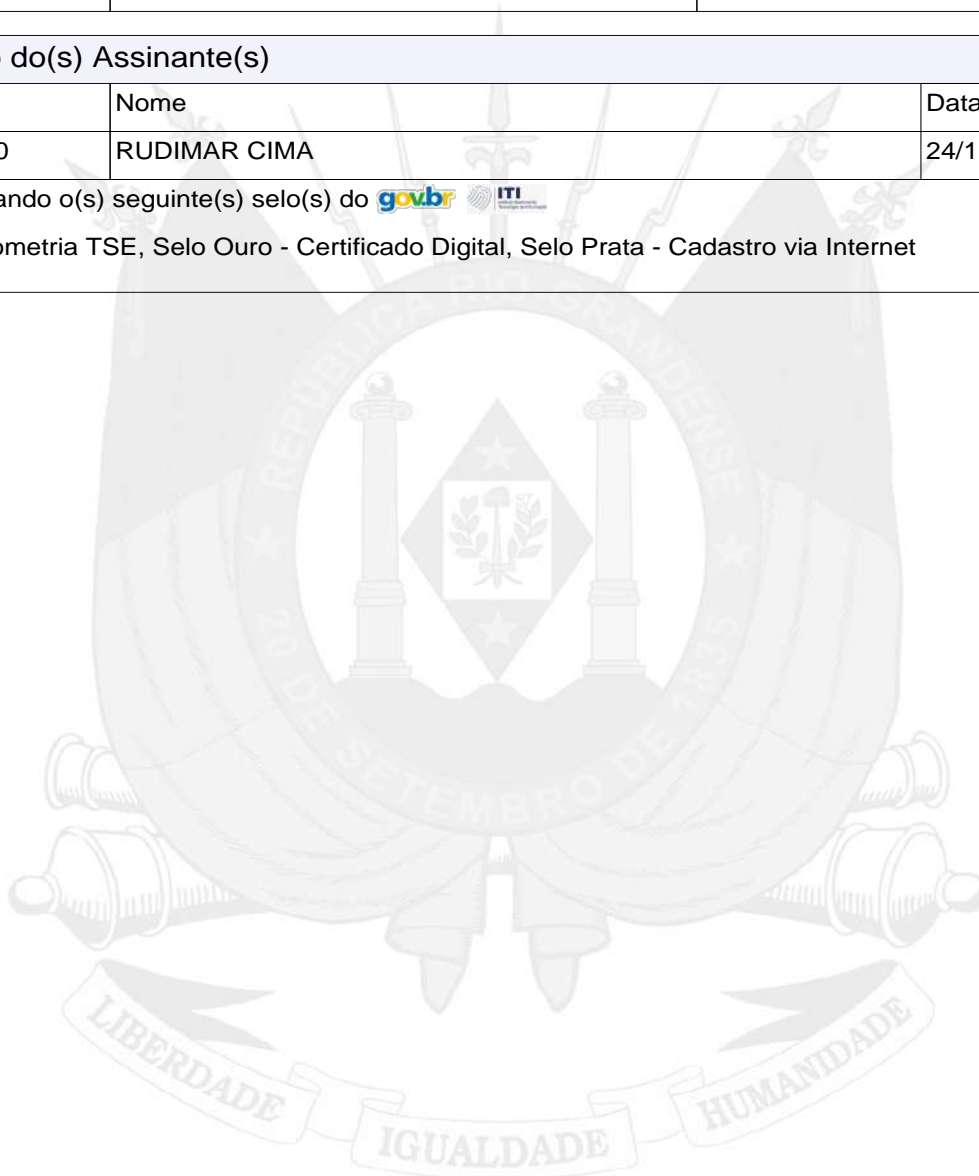 do(s) Assinante(s)
Nome Data
0 RUDIMAR CIMA 24/1
ando o(s) seguinte(s) selo(s) do gov.br ITI
ometria TSE, Selo Ouro - Certificado Digital, Selo Prata - Cadastro via Internet
REPÚBLICA RIO GRANDENSE
20 DE SETEMBRO DE 1835
LIBERDADE IGUALDADE HUMANIDADE